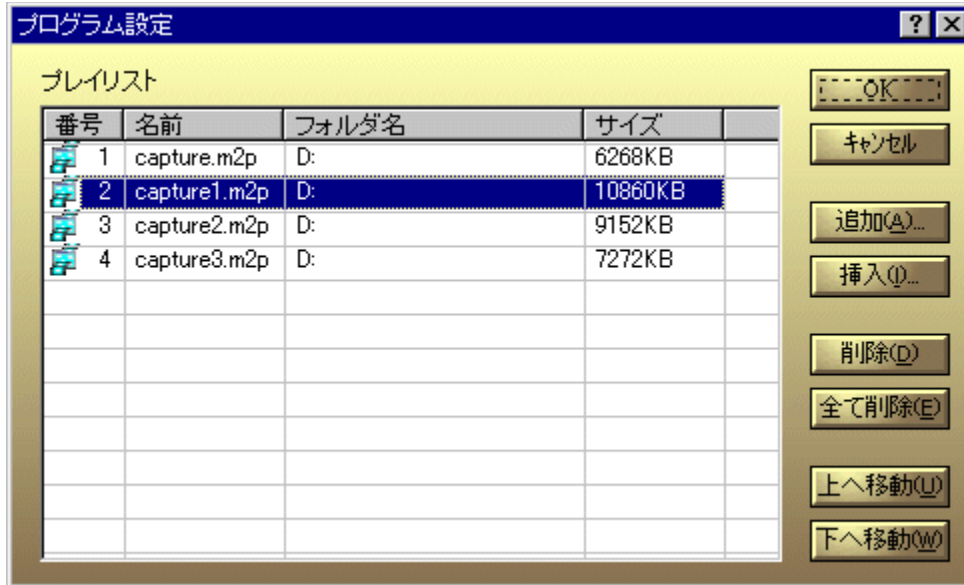 プログラム設定
プレイリスト
番号 名前 フォルダ名 サイズ
1 capture.m2p D: 6268KB
2 capture1.m2p D: 10860KB
3 capture2.m2p D: 9152KB
4 capture3.m2p D: 7272KB
OK
キャンセル
追加(A)...
挿入(I)...
削除(D)
全て削除(E)
上へ移動(U)
下へ移動(W)